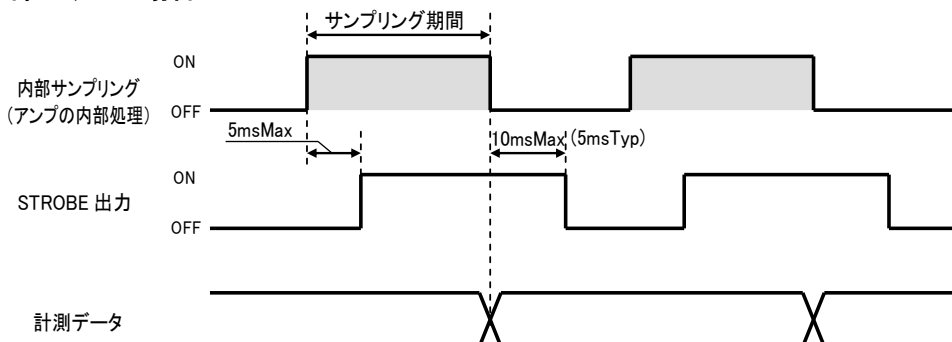 サンプリング期間
ON
内部サンプリング
(アンプの内部処理)
OFF
5msMax
10msMax (5msTyp)
ON
STROBE 出力
OFF
計測データ